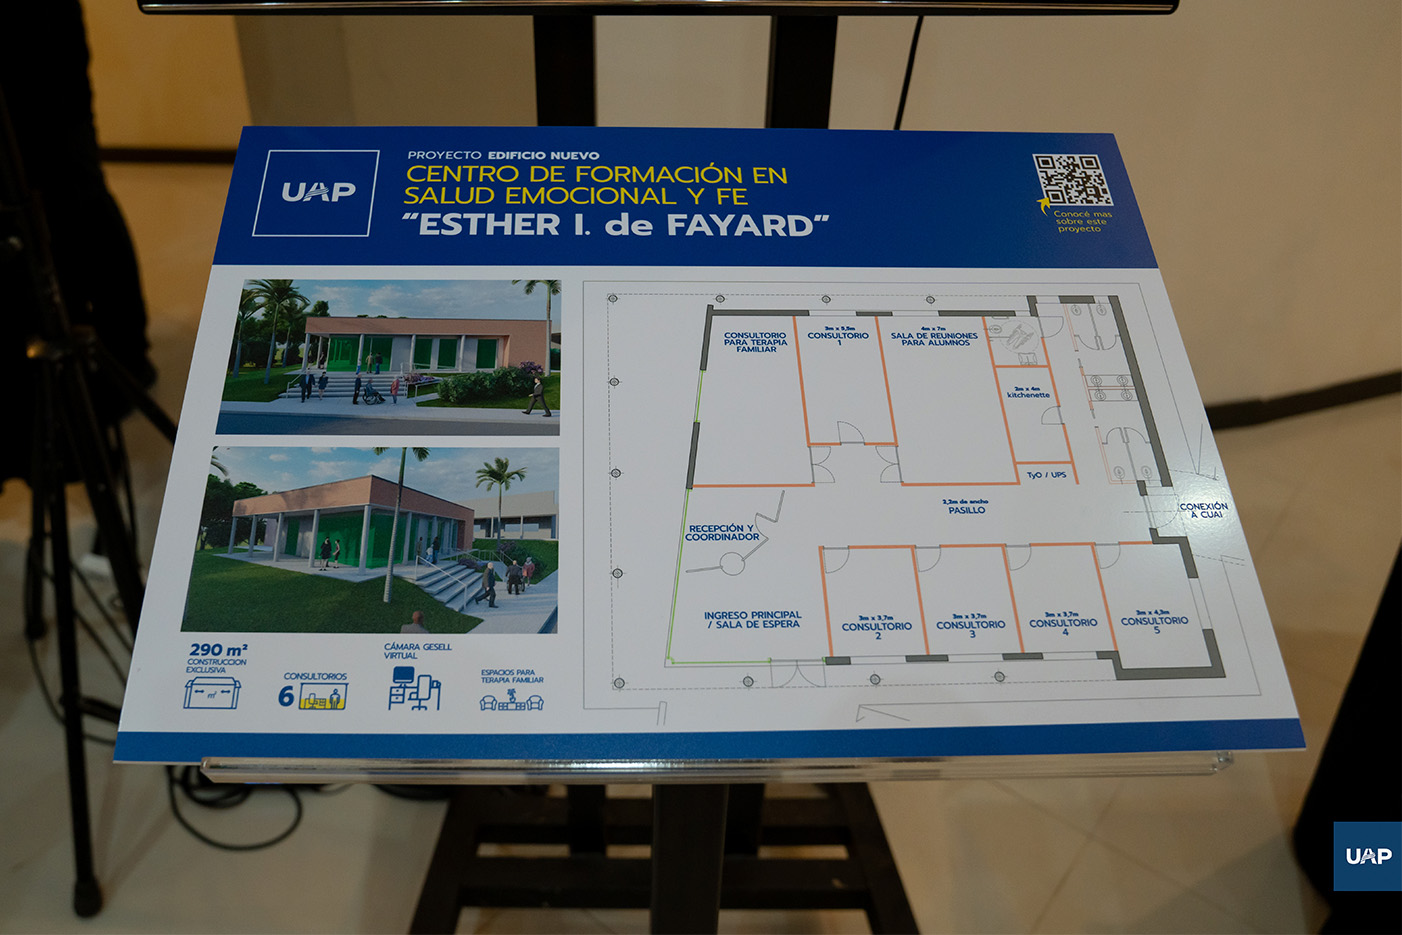 UAP
PROYECTO EDIFICIO NUEVO
CENTRO DE FORMACIÓN EN
SALUD EMOCIONAL Y FE
“ESTHER I. de FAYARD”
Conocé más
sobre este
proyecto
CONSULTORIO
PARA TERAPIA
FAMILIAR
3m x 5,5m
CONSULTORIO
1
4m x 7m
SALA DE REUNIONES
PARA ALUMNOS
2m x 4m
kitchenette
TyO / UPS
2,2m de ancho
PASILLO
CONEXIÓN
A CUAI
RECEPCIÓN Y
COORDINADOR
INGRESO PRINCIPAL
/ SALA DE ESPERA
3m x 3,7m
CONSULTORIO
2
3m x 3,7m
CONSULTORIO
3
3m x 3,7m
CONSULTORIO
4
3m x 4,3m
CONSULTORIO
5
290 m²
CONSTRUCCION
EXCLUSIVA
m²
CONSULTORIOS
6
CÁMARA GESELL
VIRTUAL
ESPACIOS PARA
TERAPIA FAMILIAR
UAP